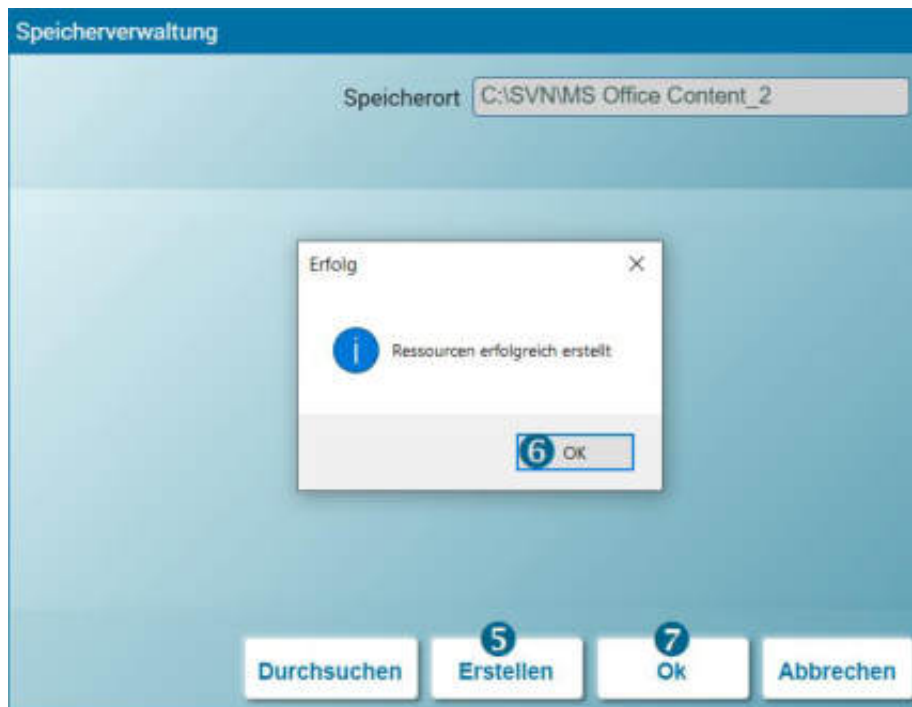 Speicherverwaltung
Speicherort C:\SVN\MS Office Content_2
Erfolg
Ressourcen erfolgreich erstellt
6 OK
5 7
Durchsuchen Erstellen Ok Abbrechen